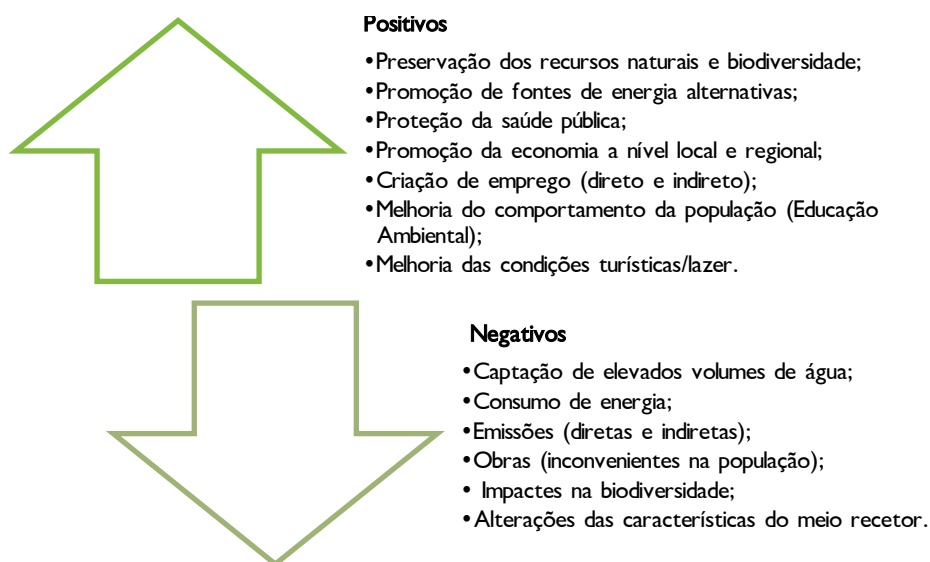 Positivos
•Preservação dos recursos naturais e biodiversidade;
•Promoção de fontes de energia alternativas;
•Proteção da saúde pública;
•Promoção da economia a nível local e regional;
•Criação de emprego (direto e indireto);
•Melhoria do comportamento da população (Educação
Ambiental);
•Melhoria das condições turísticas/lazer.
Negativos
•Captação de elevados volumes de água;
•Consumo de energia;
•Emissões (diretas e indiretas);
•Obras (inconvenientes na população);
• Impactes na biodiversidade;
•Alterações das características do meio recetor.